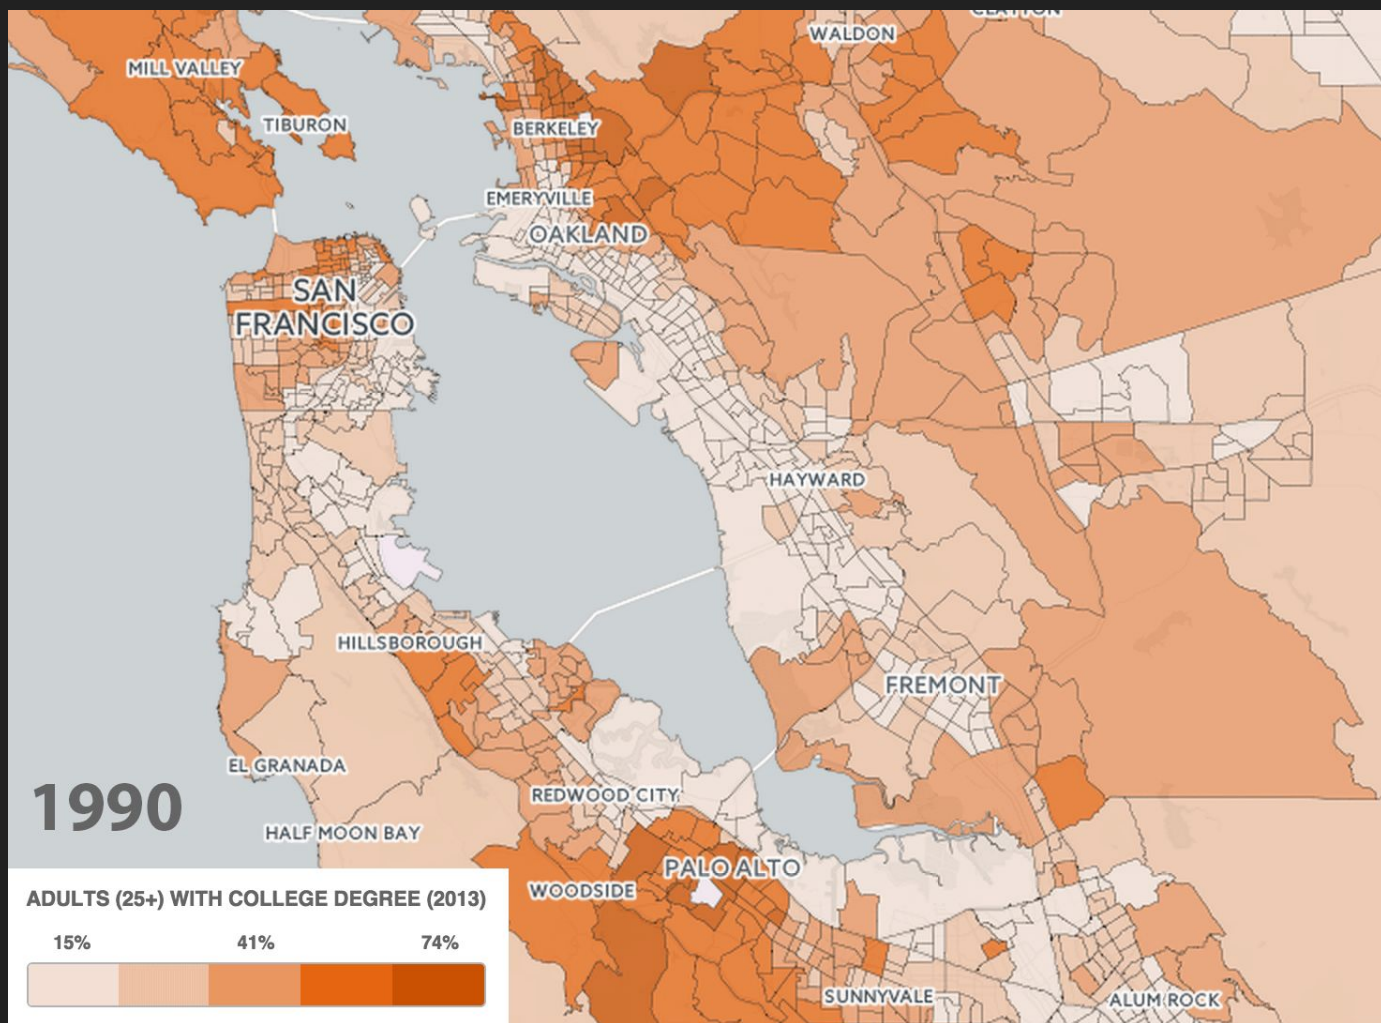 CLAYTON
WALDON
MILL VALLEY
TIBURON
BERKELEY
EMERYVILLE
OAKLAND
SAN
FRANCISCO
HAYWARD
HILLSBOROUGH
FREMONT
EL GRANADA
1990
REDWOOD CITY
HALF MOON BAY
PALO ALTO
WOODSIDE
ADULTS (25+) WITH COLLEGE DEGREE (2013)
15% 41% 74%
SUNNYVALE
ALUM ROCK